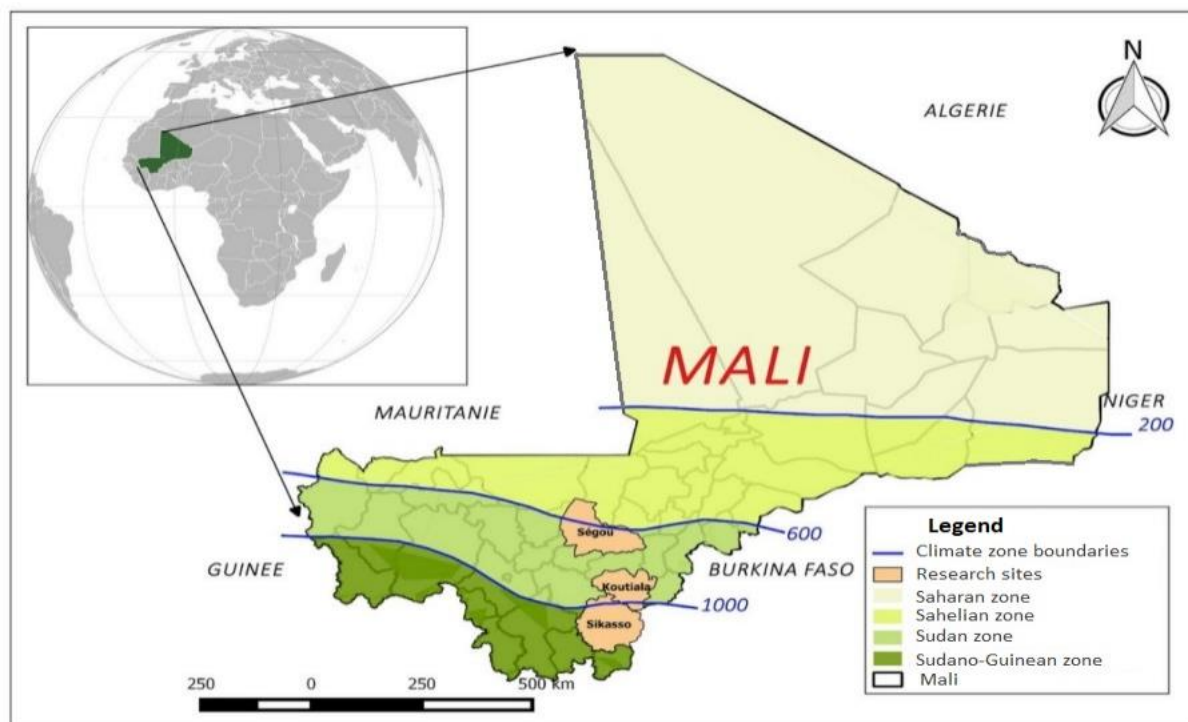 N
ALGERIE
MALI
MAURITANIE
NIGER
200
Ségou
600
GUINEE
BURKINA FASO
Koutiala
1000
Sikasso
250 0 250 500 km
Legend
Climate zone boundaries
Research sites
Saharan zone
Sahelian zone
Sudan zone
Sudano-Guinean zone
Mali